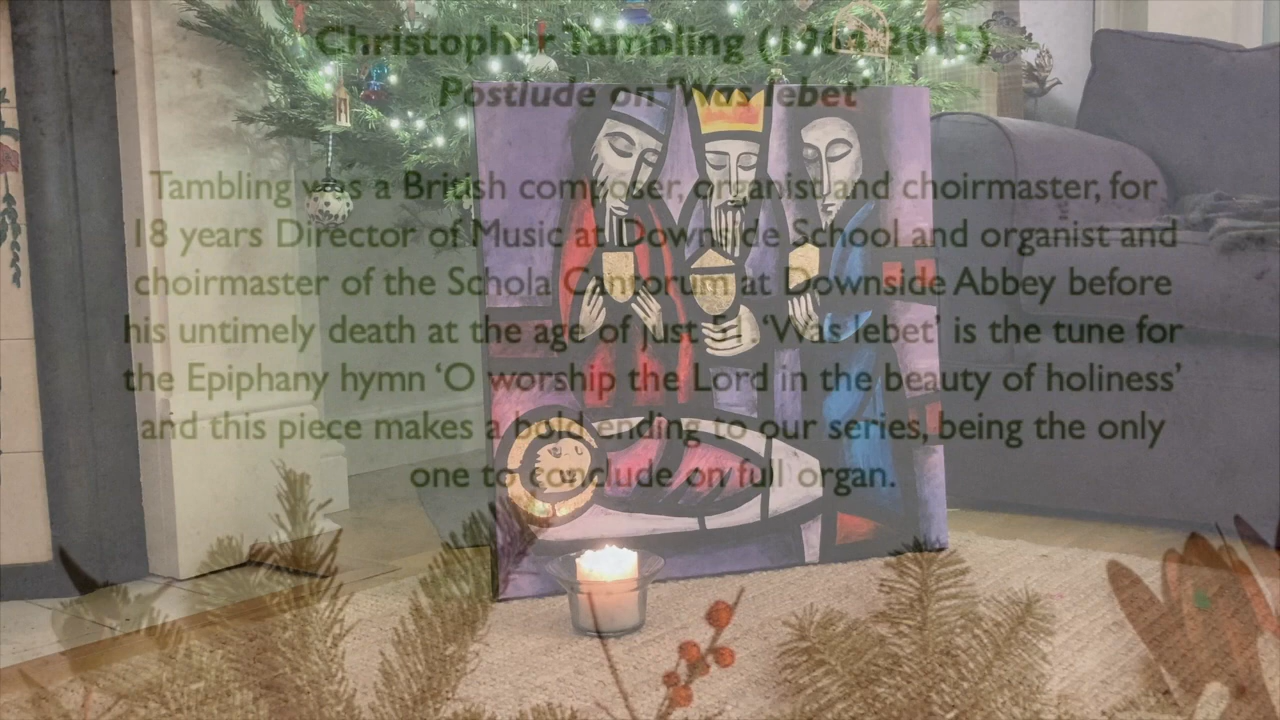 Christopher Tambling (1964-2015)
Postlude on ‘Was lebet’
Tambling was a British composer, organist and choirmaster, for
18 years Director of Music at Downside School and organist and
choirmaster of the Schola Cantorum at Downside Abbey before
his untimely death at the age of just 51. ‘Was lebet’ is the tune for
the Epiphany hymn ‘O worship the Lord in the beauty of holiness’
and this piece makes a bold ending to our series, being the only
one to conclude on full organ.